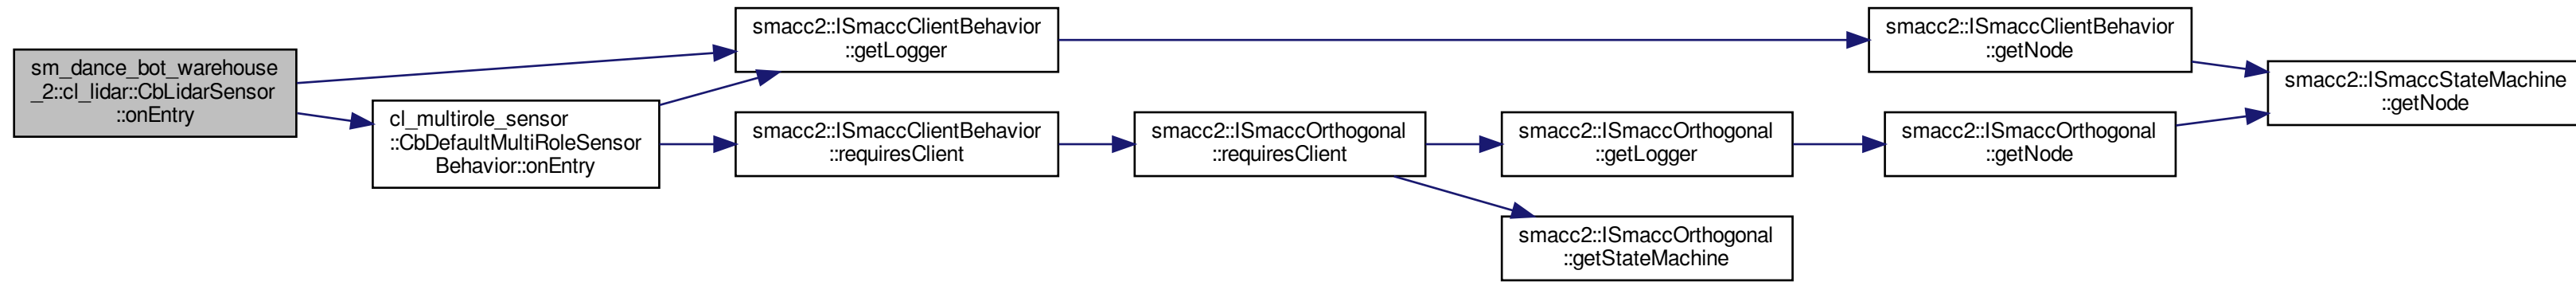 sm_dance_bot_warehouse
_2::cl_lidar::CbLidarSensor
::onEntry
smacc2::ISmaccClientBehavior
::getLogger
smacc2::ISmaccClientBehavior
::getNode
smacc2::ISmaccStateMachine
::getNode
cl_multirole_sensor
::CbDefaultMultiRoleSensor
Behavior::onEntry
smacc2::ISmaccClientBehavior
::requiresClient
smacc2::ISmaccOrthogonal
::requiresClient
smacc2::ISmaccOrthogonal
::getLogger
smacc2::ISmaccOrthogonal
::getNode
smacc2::ISmaccOrthogonal
::getStateMachine